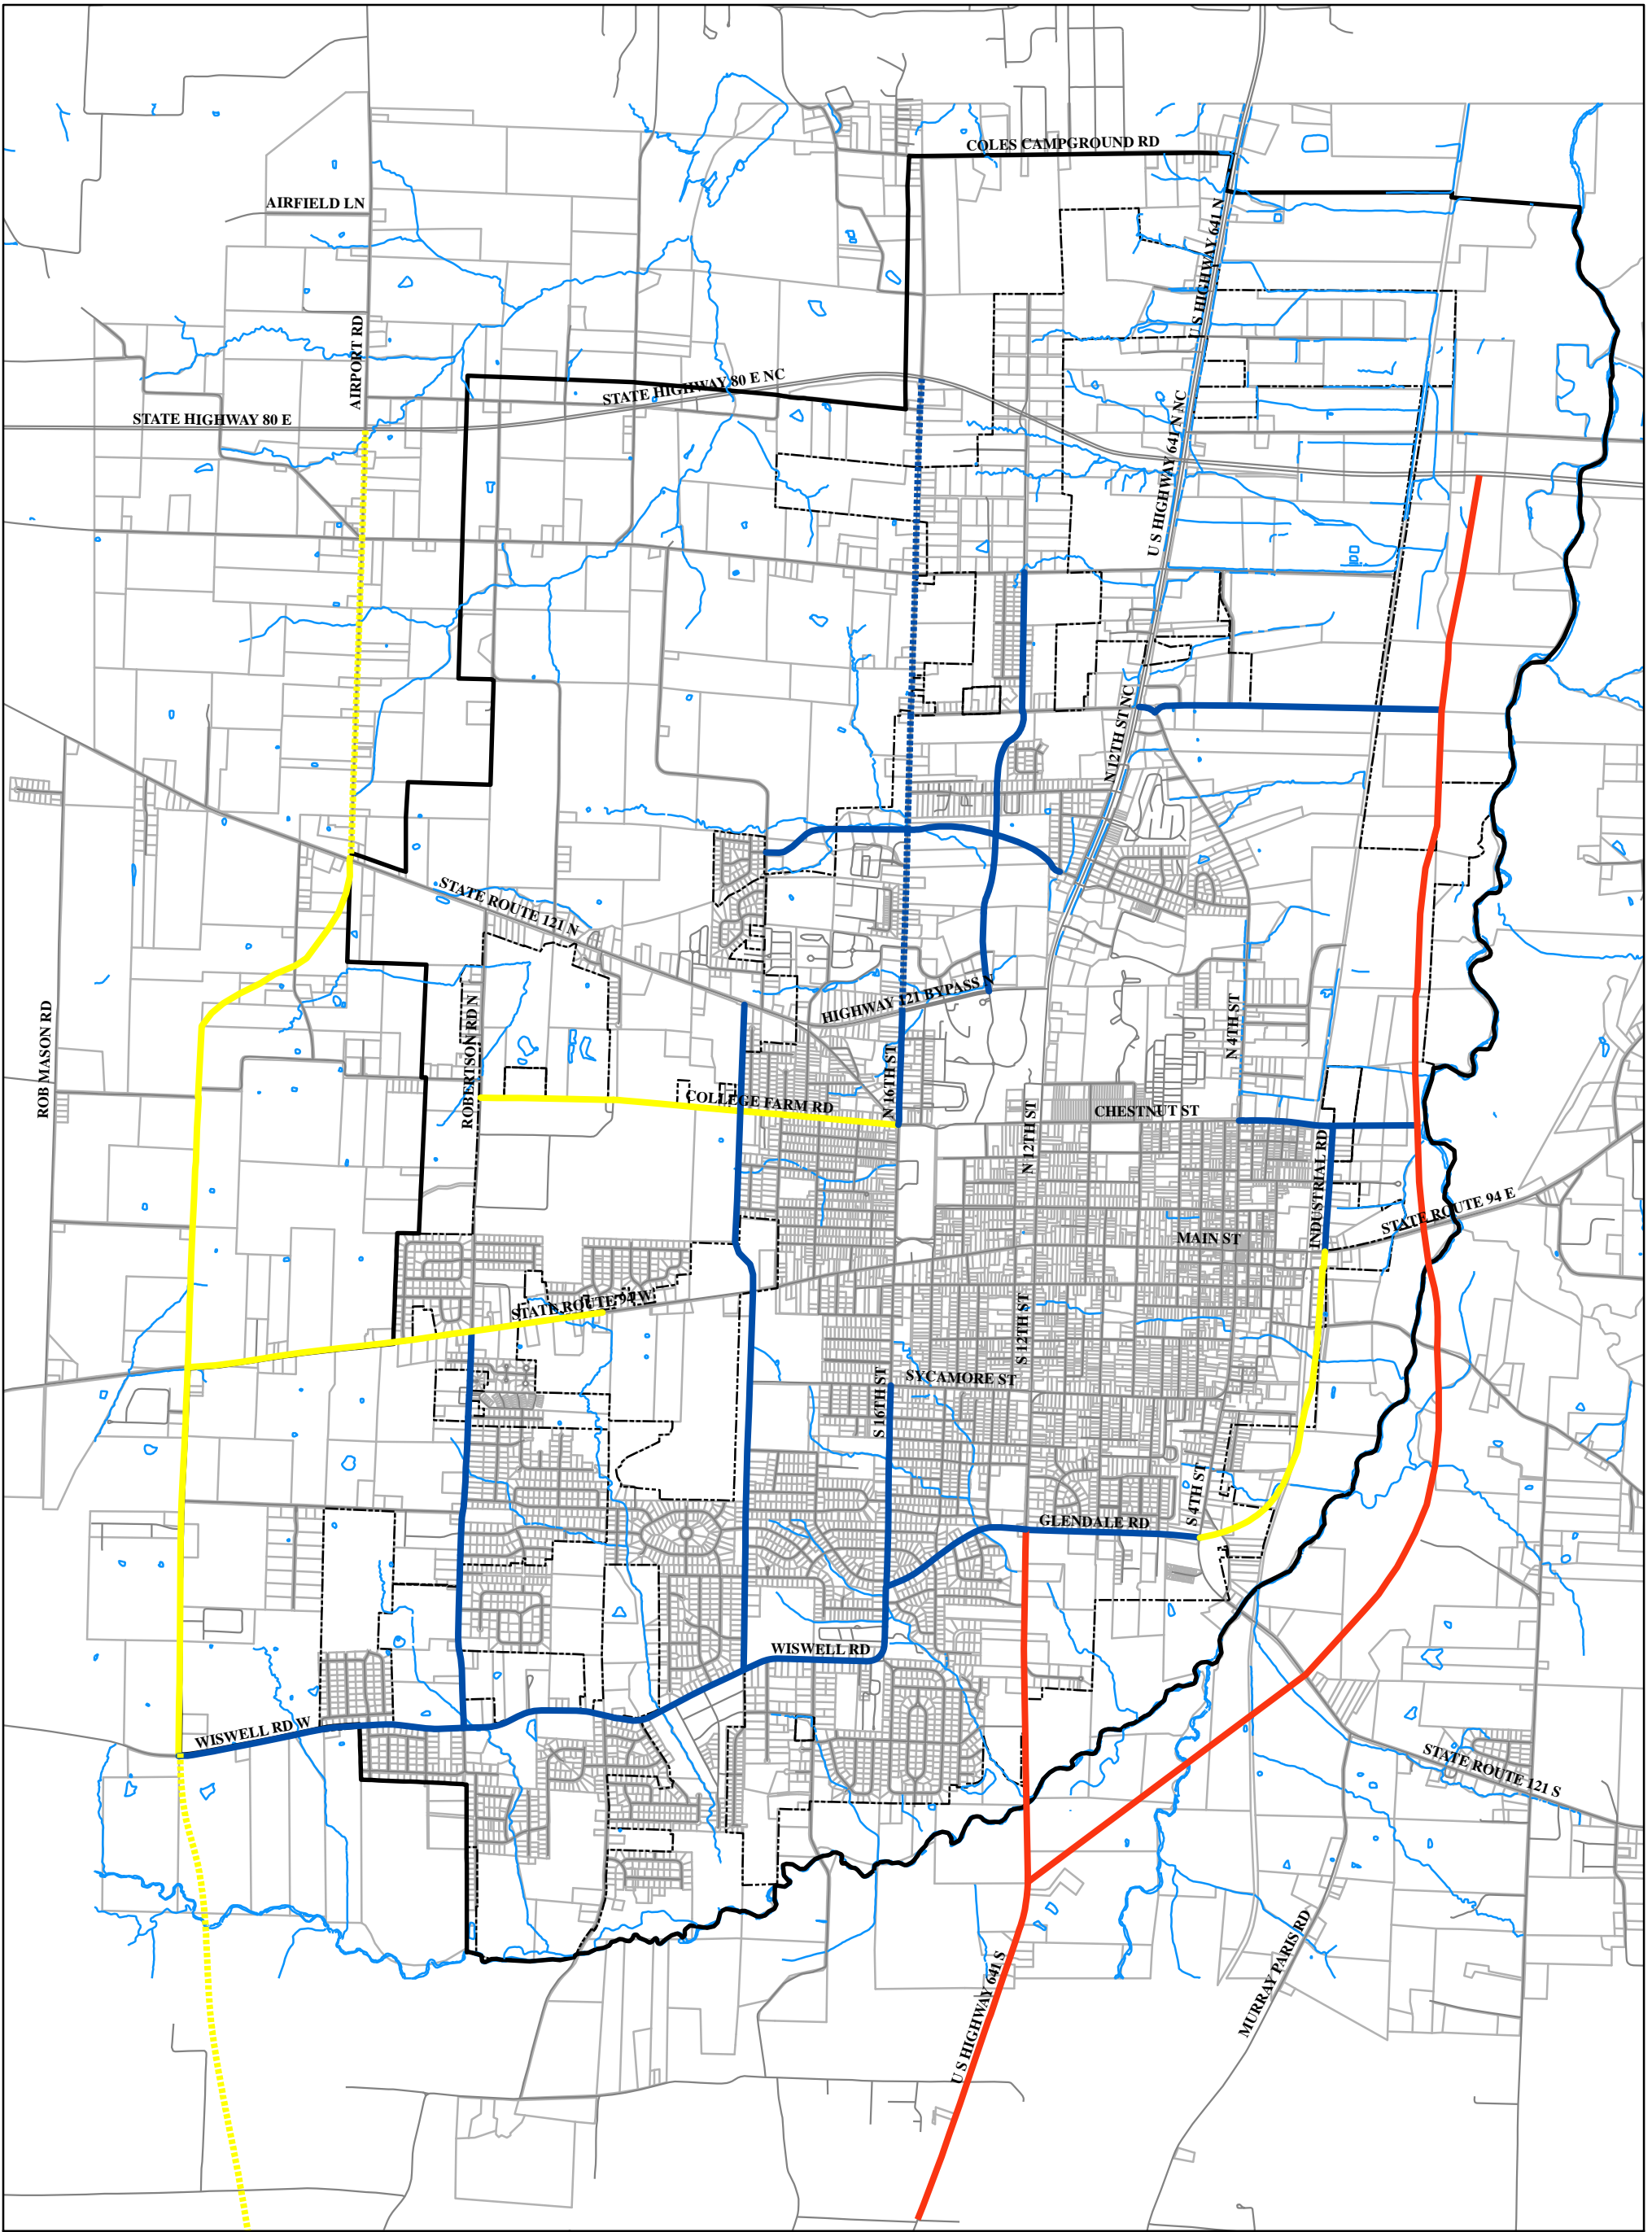 COLES CAMPGROUND RD
AIRFIELD LN
U S HIGHWAY 641 N
AIRPORT RD
STATE HIGHWAY 80 E NC
STATE HIGHWAY 80 E
U S HIGHWAY 641 N NC
N 12TH ST NC
STATE ROUTE 121 N
HIGHWAY 121 BYPASS N
ROB MASON RD
ROBERTSON RD N
N 4TH ST
N 16TH ST
COLLEGE FARM RD
CHESTNUT ST
N 12TH ST
INDUSTRIAL RD
STATE ROUTE 94 E
MAIN ST
STATE ROUTE 94 W
S 12TH ST
SYCAMORE ST
S 16TH ST
S 4TH ST
GLENDALE RD
WISWELL RD
WISWELL RD W
STATE ROUTE 121 S
MURRAY PARIS RD
U S HIGHWAY 641 S